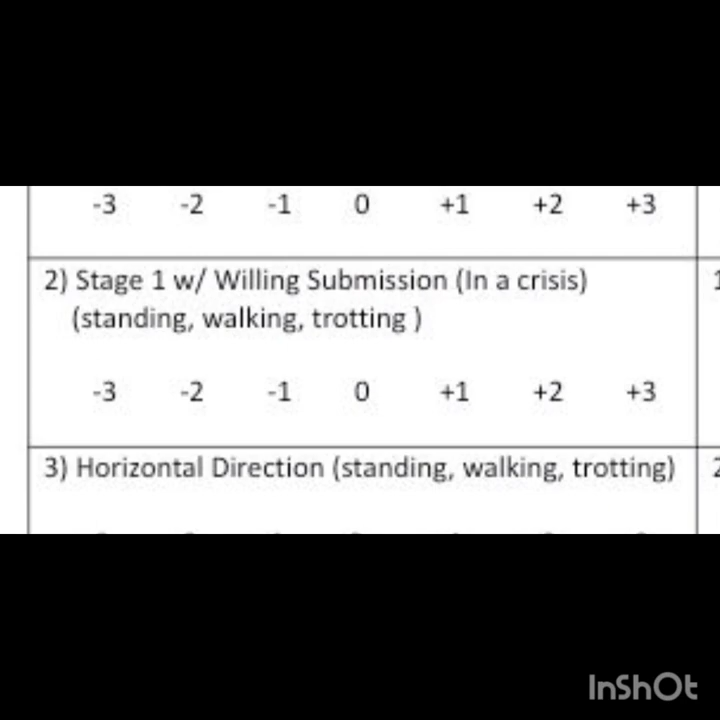 -3 -2 -1 0 +1 +2 +3
2) Stage 1 w/ Willing Submission (In a crisis)
(standing, walking, trotting )
-3 -2 -1 0 +1 +2 +3
3) Horizontal Direction (standing, walking, trotting)
InShOt